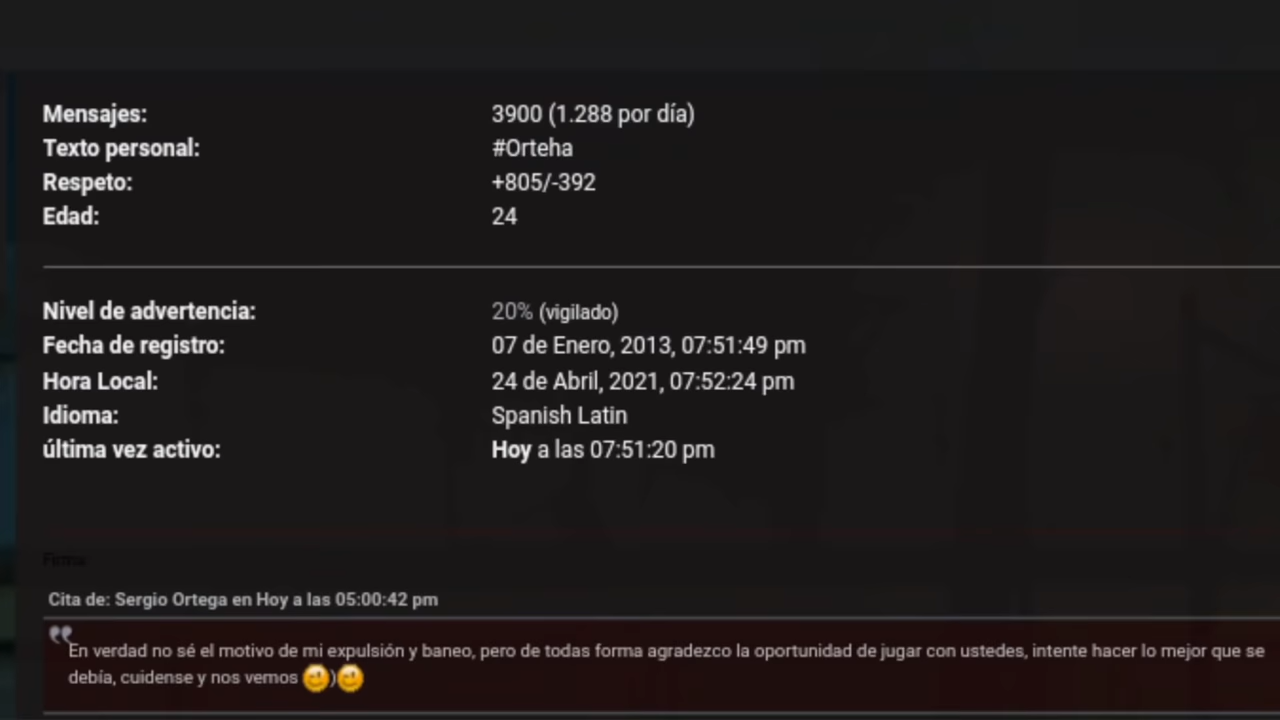 Mensajes: 3900 (1.288 por día)
Texto personal: #Orteha
Respeto: +805/-392
Edad: 24
Nivel de advertencia: 20% (vigilado)
Fecha de registro: 07 de Enero, 2013, 07:51:49 pm
Hora Local: 24 de Abril, 2021, 07:52:24 pm
Idioma: Spanish Latin
última vez activo: Hoy a las 07:51:20 pm
Firma:
Cita de: Sergio Ortega en Hoy a las 05:00:42 pm
En verdad no sé el motivo de mi expulsión y baneo, pero de todas forma agradezco la oportunidad de jugar con ustedes, intente hacer lo mejor que se
debía, cuidense y nos vemos 😉)😉